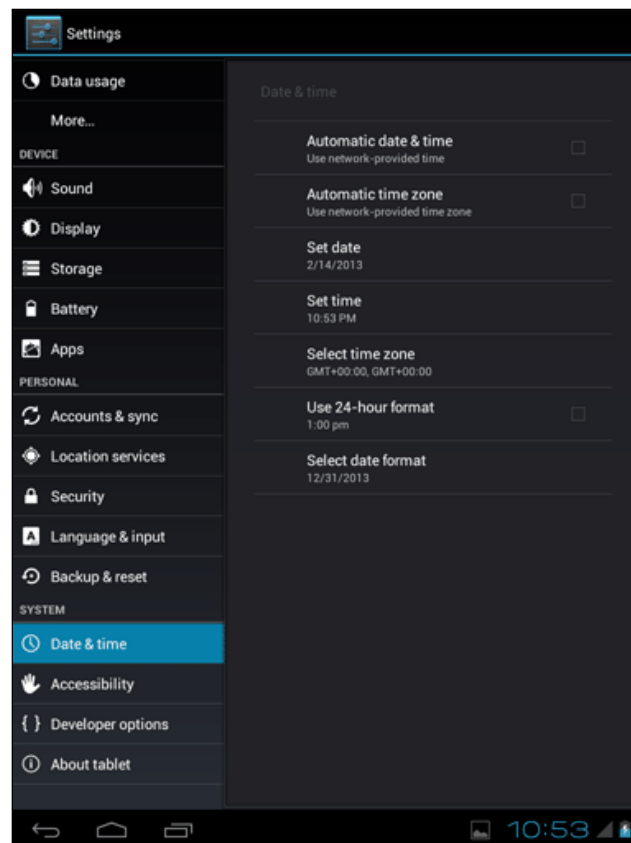 Settings
Data usage
More...
DEVICE
Sound
Display
Storage
Battery
Apps
PERSONAL
Accounts & sync
Location services
Security
Language & input
Backup & reset
SYSTEM
Date & time
Accessibility
Developer options
About tablet
Date & time
Automatic date & time
Use network-provided time
Automatic time zone
Use network-provided time zone
Set date
2/14/2013
Set time
10:53 PM
Select time zone
GMT+00:00, GMT+00:00
Use 24-hour format
1:00 pm
Select date format
12/31/2013
10:53